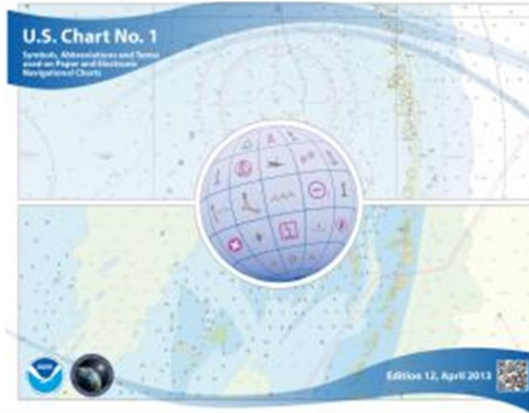 U.S. Chart No. 1
Symbols, Abbreviations and Terms
used on Paper and Electronic
Navigational Charts
Edition 12, April 2013